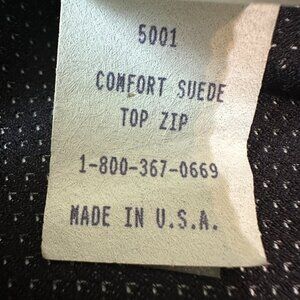 5001
COMFORT SUEDE
TOP ZIP
1-800-367-0669
MADE IN U.S.A.